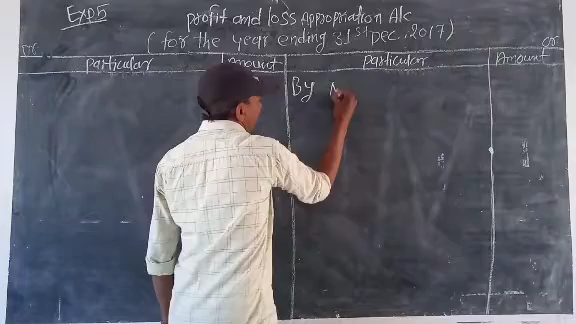 Exp5
profit and loss Appropriation A/c
(for the year ending 31st Dec., 2017)
Dr. cr
particular Amount particular Amount
By N